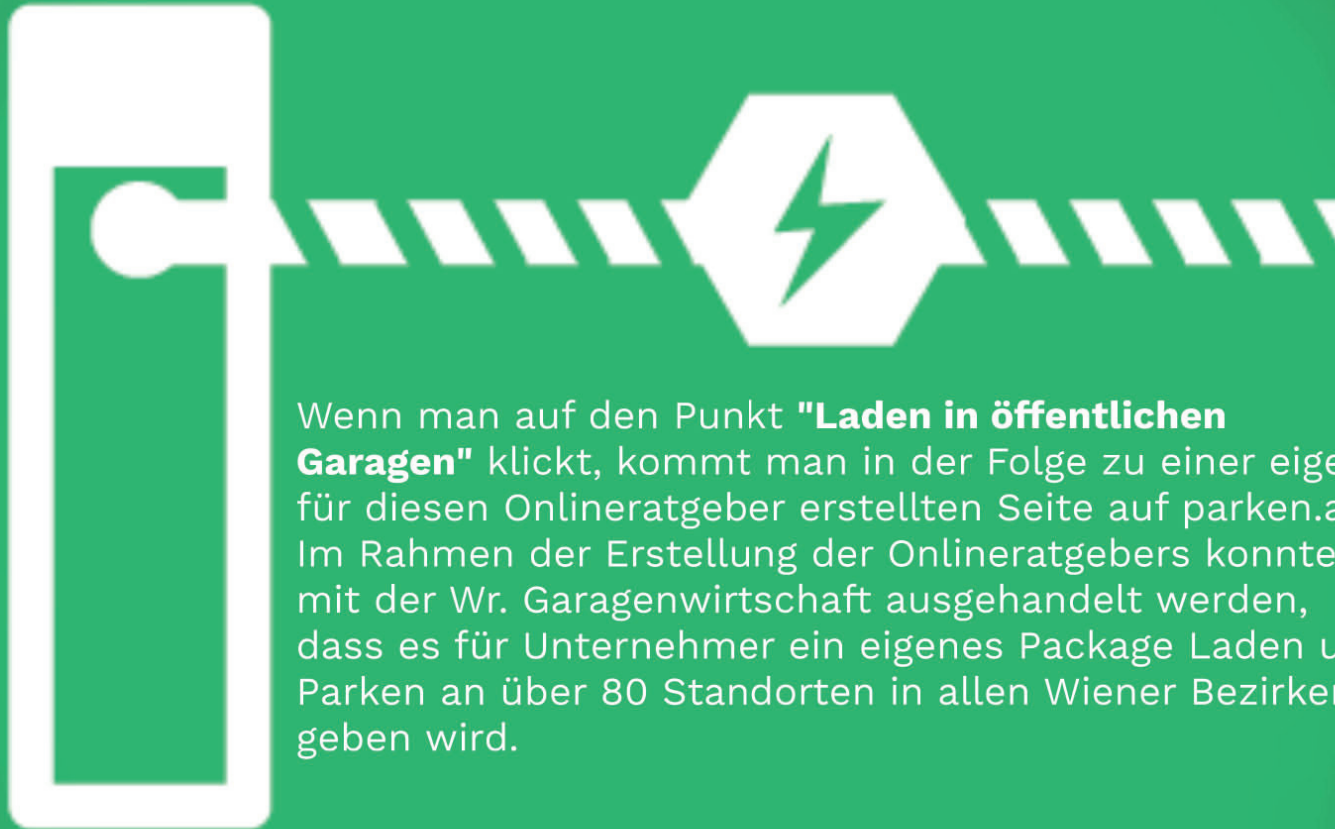 Wenn man auf den Punkt "Laden in öffentlichen
Garagen" klickt, kommt man in der Folge zu einer
für diesen Onlineratgeber erstellten Seite auf
Im Rahmen der Erstellung der Onlineratgebers konnte
mit der Wr. Garagenwirtschaft ausgehandelt werden,
dass es für Unternehmer ein eigenes Package Laden
Parken an über 80 Standorten in allen Wiener
geben wird.